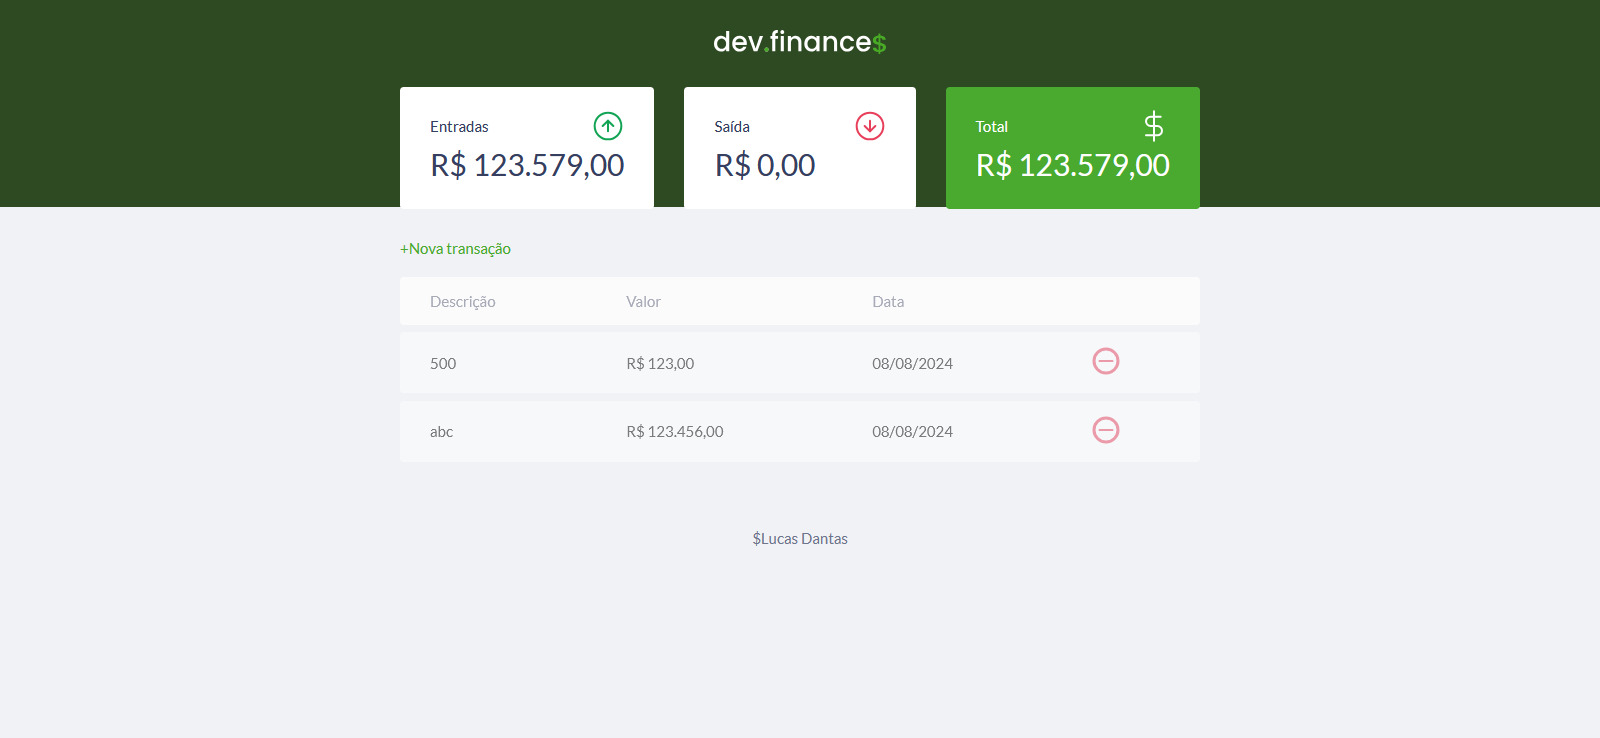 dev.finance$
Entradas
R$ 123.579,00
Saída
R$ 0,00
Total
$
R$ 123.579,00
+Nova transação
Descrição Valor Data
500 R$ 123,00 08/08/2024
abc R$ 123.456,00 08/08/2024
$Lucas Dantas